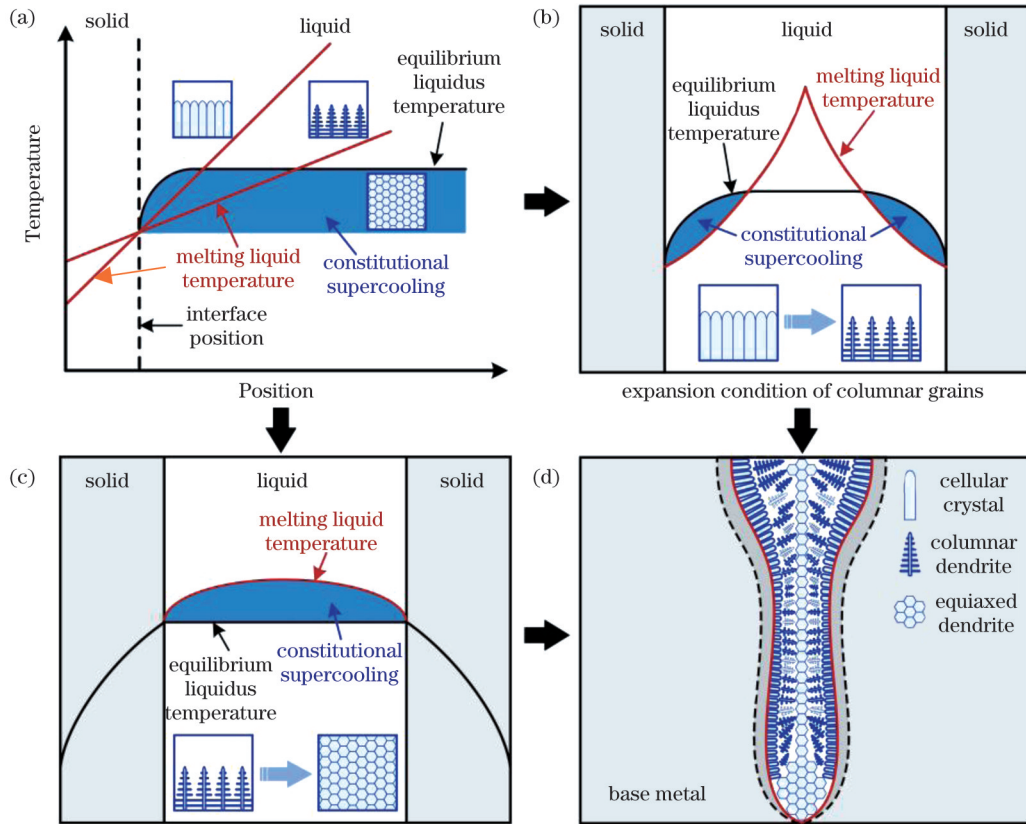 (a)
solid
liquid
equilibrium
liquidus
temperature
Temperature
melting liquid
temperature
constitutional
supercooling
interface
position
Position
(b)
solid
liquid
solid
equilibrium
liquidus
temperature
melting liquid
temperature
constitutional
supercooling
expansion condition of columnar grains
(c)
solid
liquid
solid
melting liquid
temperature
equilibrium
liquidus
temperature
constitutional
supercooling
(d)
cellular
crystal
columnar
dendrite
equiaxed
dendrite
base metal